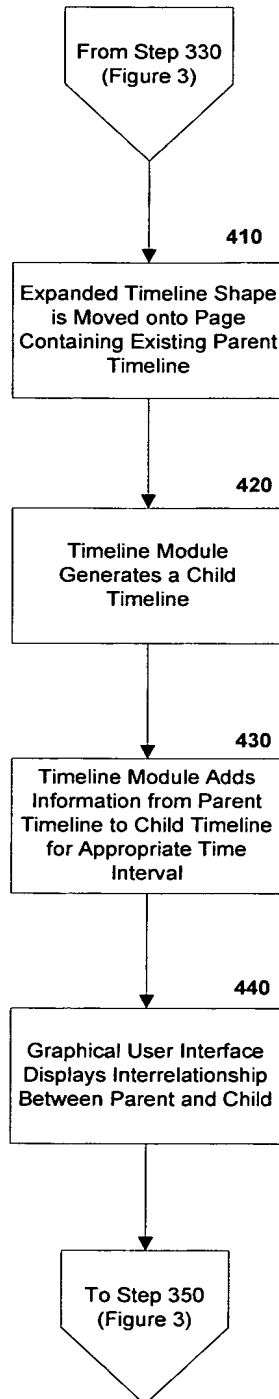 From Step 330
(Figure 3)
410
Expanded Timeline Shape
is Moved onto Page
Containing Existing Parent
Timeline
420
Timeline Module
Generates a Child
Timeline
430
Timeline Module Adds
Information from Parent
Timeline to Child Timeline
for Appropriate Time
Interval
440
Graphical User Interface
Displays Interrelationship
Between Parent and Child
To Step 350
(Figure 3)